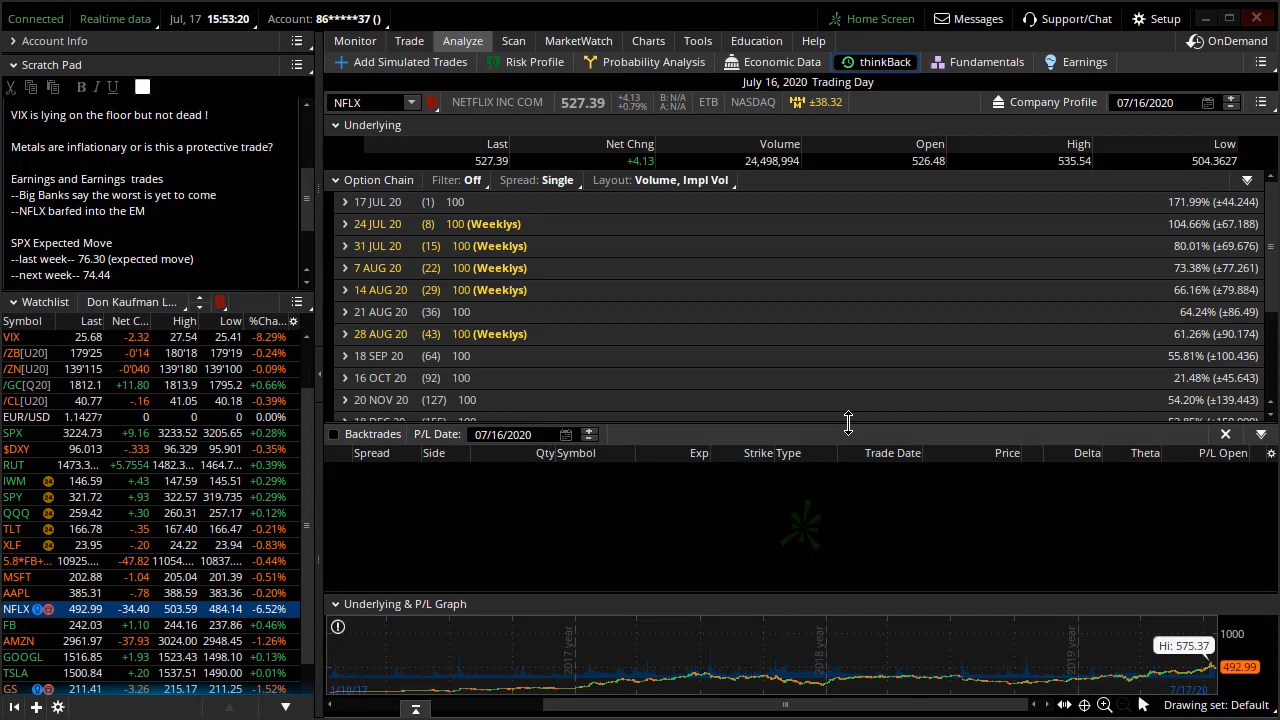 Connected Realtime data Jul, 17 15:53:20 Account: 86*****37 () Home Screen Messages Support/Chat Setup
Account Info
Monitor Trade Analyze Scan MarketWatch Charts Tools Education Help OnDemand
Scratch Pad
Add Simulated Trades Risk Profile Probability Analysis Economic Data thinkBack Fundamentals Earnings
B I U
July 16, 2020 Trading Day
NFLX NETFLIX INC COM 527.39 +4.13 +0.79% B: N/A A: N/A ETB NASDAQ ±38.32 Company Profile 07/16/2020
VIX is lying on the floor but not dead !
Metals are inflationary or is this a protective trade?
Earnings and Earnings trades
--Big Banks say the worst is yet to come
--NFLX barfed into the EM
SPX Expected Move
--last week-- 76.30 (expected move)
--next week-- 74.44
Underlying
Last Net Chng Volume Open High Low
527.39 +4.13 24,498,994 526.48 535.54 504.3627
Option Chain Filter: Off Spread: Single Layout: Volume, Impl Vol
17 JUL 20 (1) 100 171.99% (±44.244)
24 JUL 20 (8) 100 (Weeklys) 104.66% (±67.188)
31 JUL 20 (15) 100 (Weeklys) 80.01% (±69.676)
7 AUG 20 (22) 100 (Weeklys) 73.38% (±77.261)
14 AUG 20 (29) 100 (Weeklys) 66.16% (±79.884)
21 AUG 20 (36) 100 64.24% (±86.49)
28 AUG 20 (43) 100 (Weeklys) 61.26% (±90.174)
18 SEP 20 (64) 100 55.81% (±100.436)
16 OCT 20 (92) 100 21.48% (±45.643)
20 NOV 20 (127) 100 54.20% (±139.443)
Watchlist Don Kaufman L...
Symbol Last Net C... High Low %Cha...
VIX 25.68 -2.32 27.54 25.41 -8.29%
/ZB[U20] 179'25 -0'14 180'18 179'19 -0.24%
/ZN[U20] 139'115 -0'040 139'180 139'100 -0.09%
/GC[Q20] 1812.1 +11.80 1813.9 1795.2 +0.66%
/CL[U20] 40.77 -.16 41.05 40.18 -0.39%
EUR/USD 1.1427? 0 0 0 0.00%
SPX 3224.73 +9.16 3233.52 3205.65 +0.28%
$DXY 96.013 -.333 96.329 95.901 -0.35%
RUT 1473.3... +5.7554 1482.3... 1464.7... +0.39%
IWM 146.59 +.43 147.59 145.51 +0.29%
SPY 321.72 +.93 322.57 319.735 +0.29%
QQQ 259.42 +.30 260.31 257.17 +0.12%
TLT 166.78 -.35 167.40 166.47 -0.21%
XLF 23.95 -.20 24.22 23.94 -0.83%
5.8*FB+... 10925.... -47.82 11054.... 10837.... -0.44%
MSFT 202.88 -1.04 205.04 201.39 -0.51%
AAPL 385.31 -.78 388.59 383.36 -0.20%
NFLX 492.99 -34.40 503.59 484.14 -6.52%
FB 242.03 +1.10 244.16 237.86 +0.46%
AMZN 2961.97 -37.93 3024.00 2948.45 -1.26%
GOOGL 1516.85 +1.93 1523.43 1498.10 +0.13%
TSLA 1500.84 +.20 1537.51 1490.00 +0.01%
GS 211.41 -3.26 215.17 211.25 -1.52%
Backtrades P/L Date: 07/16/2020
Spread Side Qty Symbol Exp Strike Type Trade Date Price Delta Theta P/L Open
Underlying & P/L Graph
2017 year 2018 year 2019 year
1000
Hi: 575.37
492.99
1/19/17 7/17/20
Drawing set: Default